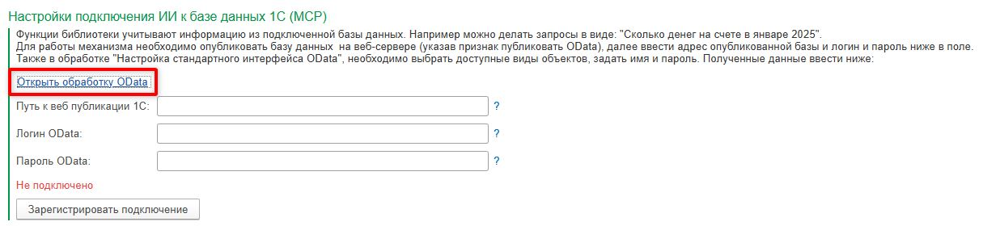 Настройки подключения ИИ к базе данных 1С (MCP)
Функции библиотеки учитывают информацию из подключенной базы данных. Например можно делать запросы в виде: "Сколько денег на счете в январе 2025".
Для работы механизма необходимо опубликовать базу данных на веб-сервере (указав признак публиковать OData), далее ввести адрес опубликованной базы и логин и пароль ниже в поле.
Также в обработке "Настройка стандартного интерфейса OData", необходимо выбрать доступные виды объектов, задать имя и пароль. Полученные данные ввести ниже:
Открыть обработку OData
Путь к веб публикации 1С: ?
Логин OData: ?
Пароль OData: ?
Не подключено
Зарегистрировать подключение